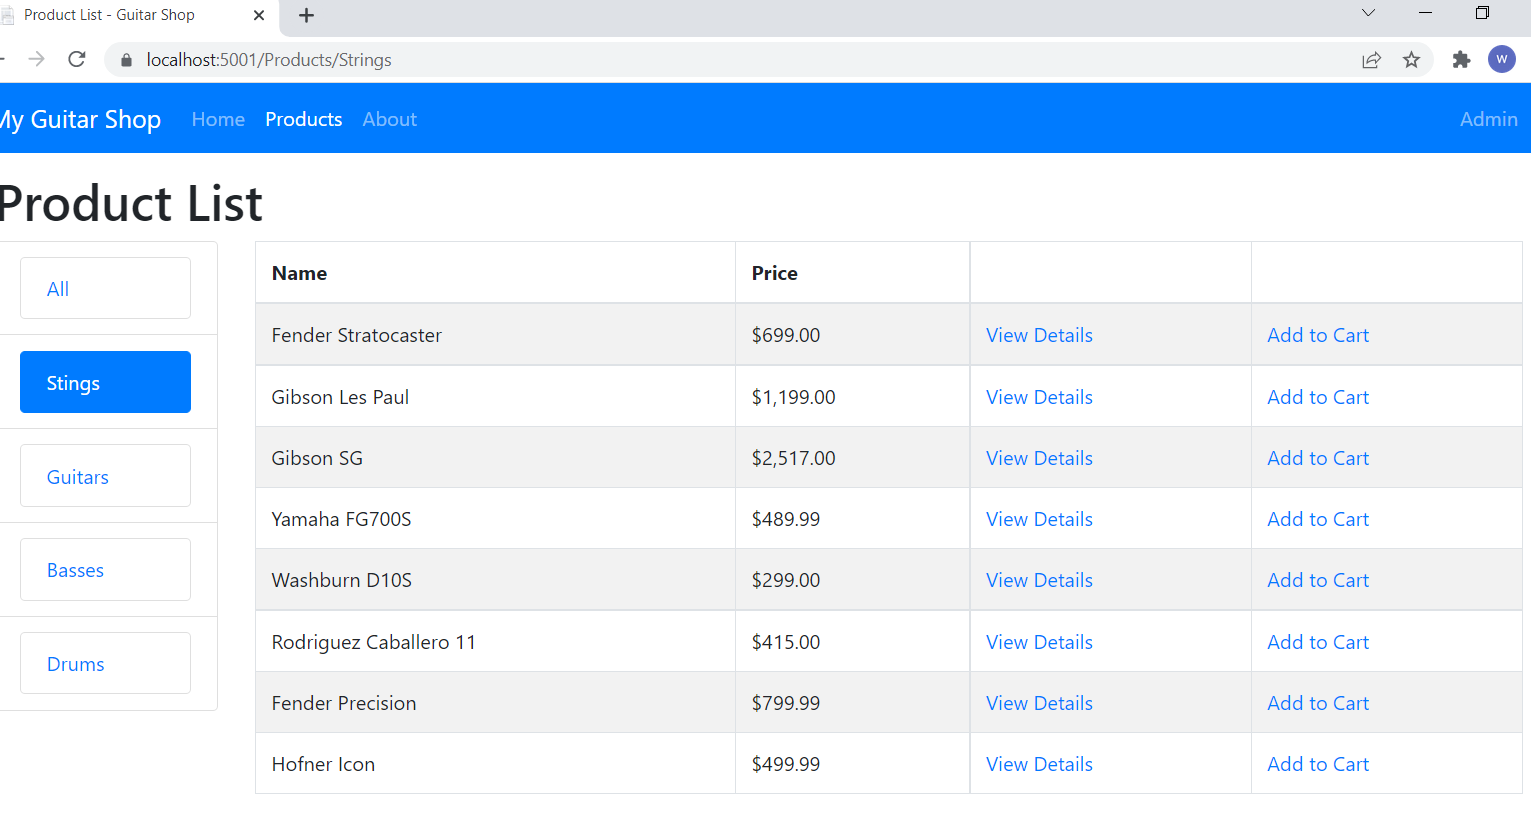 Product List - Guitar Shop
localhost:5001/Products/Strings
W
My Guitar Shop Home Products About Admin
Product List
All
Stings
Guitars
Basses
Drums
Name Price
Fender Stratocaster $699.00 View Details Add to Cart
Gibson Les Paul $1,199.00 View Details Add to Cart
Gibson SG $2,517.00 View Details Add to Cart
Yamaha FG700S $489.99 View Details Add to Cart
Washburn D10S $299.00 View Details Add to Cart
Rodriguez Caballero 11 $415.00 View Details Add to Cart
Fender Precision $799.99 View Details Add to Cart
Hofner Icon $499.99 View Details Add to Cart